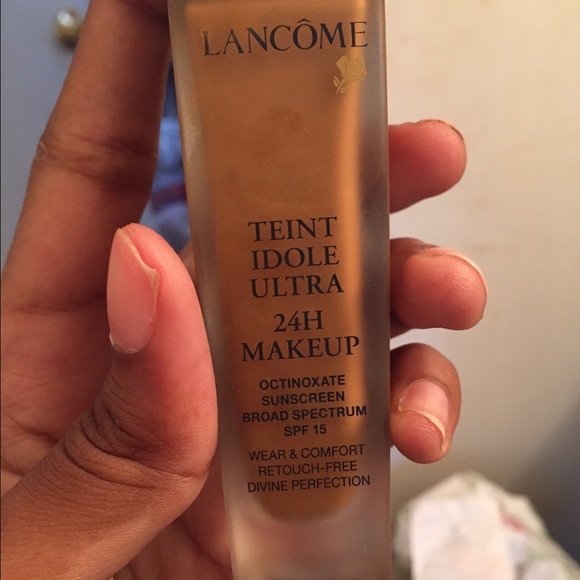 LANCÔME
TEINT
IDOLE
ULTRA
24H
MAKEUP
OCTINOXATE
SUNSCREEN
BROAD SPECTRUM
SPF 15
WEAR & COMFORT
RETOUCH-FREE
DIVINE PERFECTION